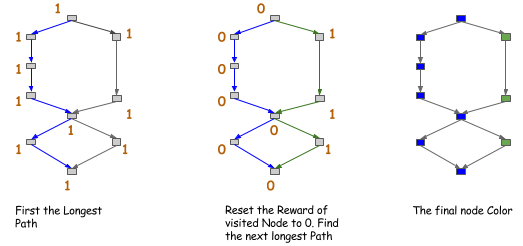 1 0
1 1 0 1
1 0
1 1 0 1
1 0
1 1 0 1
1 0
First the Longest
Path
Reset the Reward of
visited Node to 0. Find
the next longest Path
The final node Color